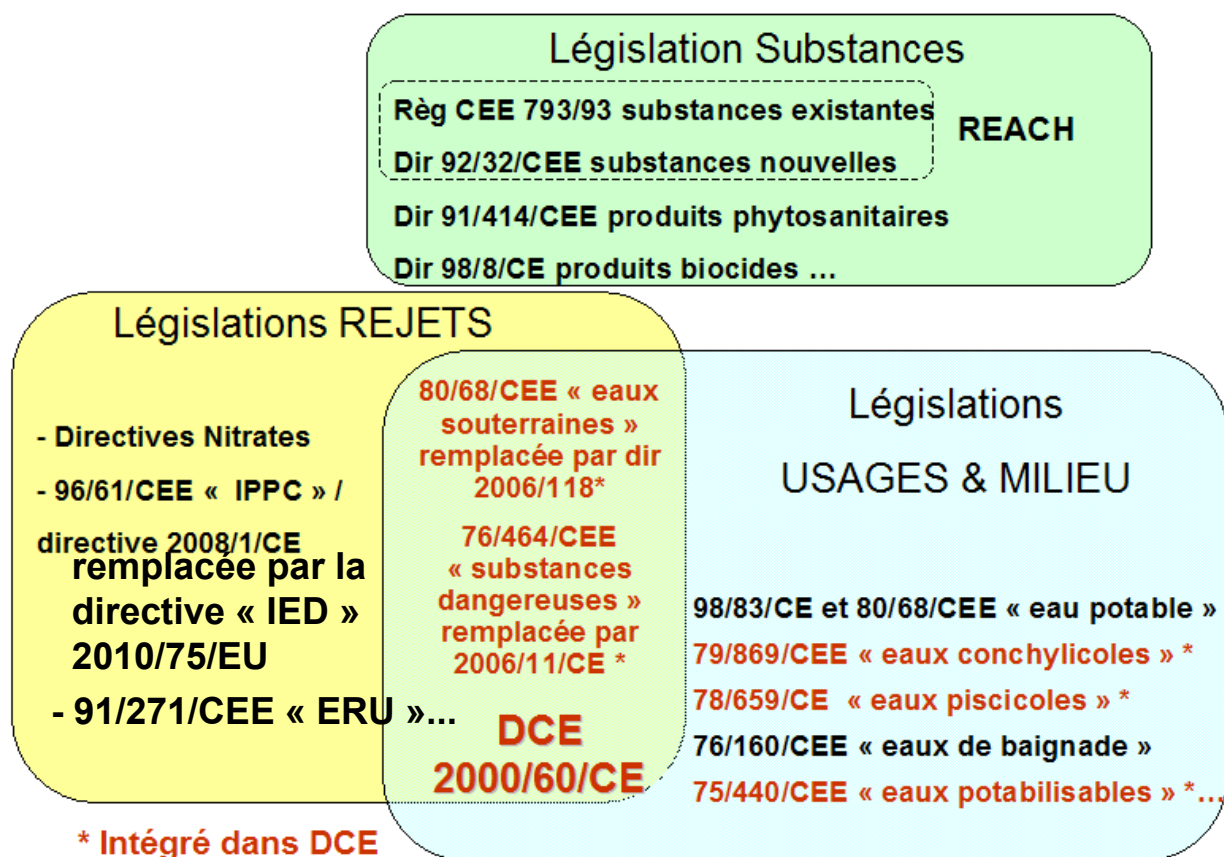 Législation Substances
Règ CEE 793/93 substances existantes
REACH
Dir 92/32/CEE substances nouvelles
Dir 91/414/CEE produits phytosanitaires
Dir 98/8/CE produits biocides ...
Législations REJETS
- Directives Nitrates
- 96/61/CEE « IPPC » /
directive 2008/1/CE
remplacée par la
directive « IED »
2010/75/EU
- 91/271/CEE « ERU »...
80/68/CEE « eaux
souterraines »
remplacée par dir
2006/118*
76/464/CEE
« substances
dangereuses »
remplacée par
2006/11/CE *
DCE
2000/60/CE
Législations
USAGES & MILIEU
98/83/CE et 80/68/CEE « eau potable »
79/869/CEE « eaux conchylicoles » *
78/659/CE « eaux piscicoles » *
76/160/CEE « eaux de baignade »
75/440/CEE « eaux potabilisables » *...
* Intégré dans DCE